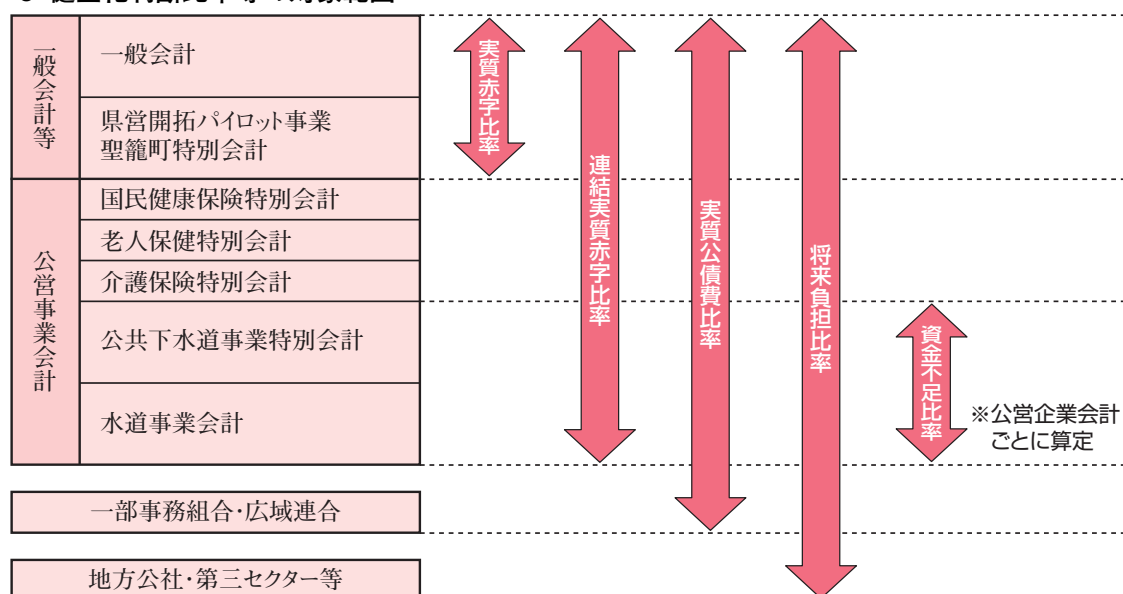 一般会計等
一般会計
県営開拓パイロット事業
聖籠町特別会計
公営事業会計
国民健康保険特別会計
老人保健特別会計
介護保険特別会計
公共下水道事業特別会計
水道事業会計
一部事務組合・広域連合
地方公社・第三セクター等
実質赤字比率
連結実質赤字比率
実質公債費比率
将来負担比率
資金不足比率
※公営企業会計
ごとに算定